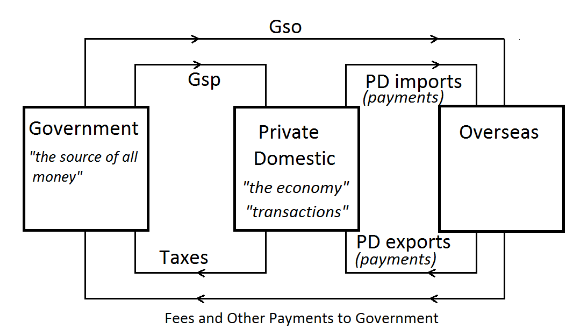 Gso
Gsp
PD imports
(payments)
Government
"the source of all
money"
Private
Domestic
"the economy"
"transactions"
Overseas
Taxes
PD exports
(payments)
Fees and Other Payments to Government